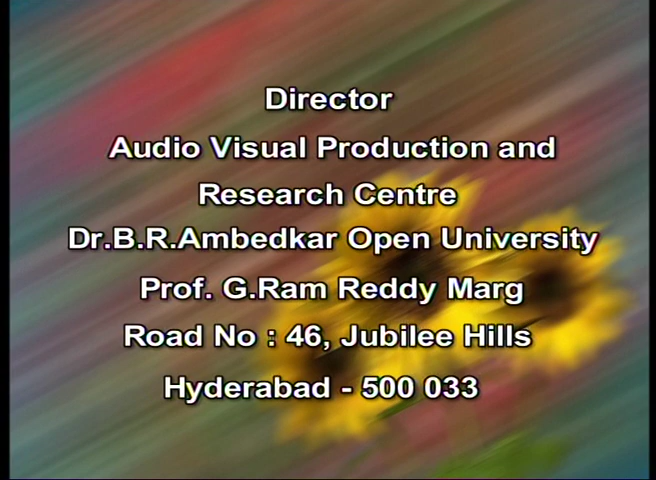 Director
Audio Visual Production and
Research Centre
Dr.B.R.Ambedkar Open University
Prof. G.Ram Reddy Marg
Road No : 46, Jubilee Hills
Hyderabad - 500 033